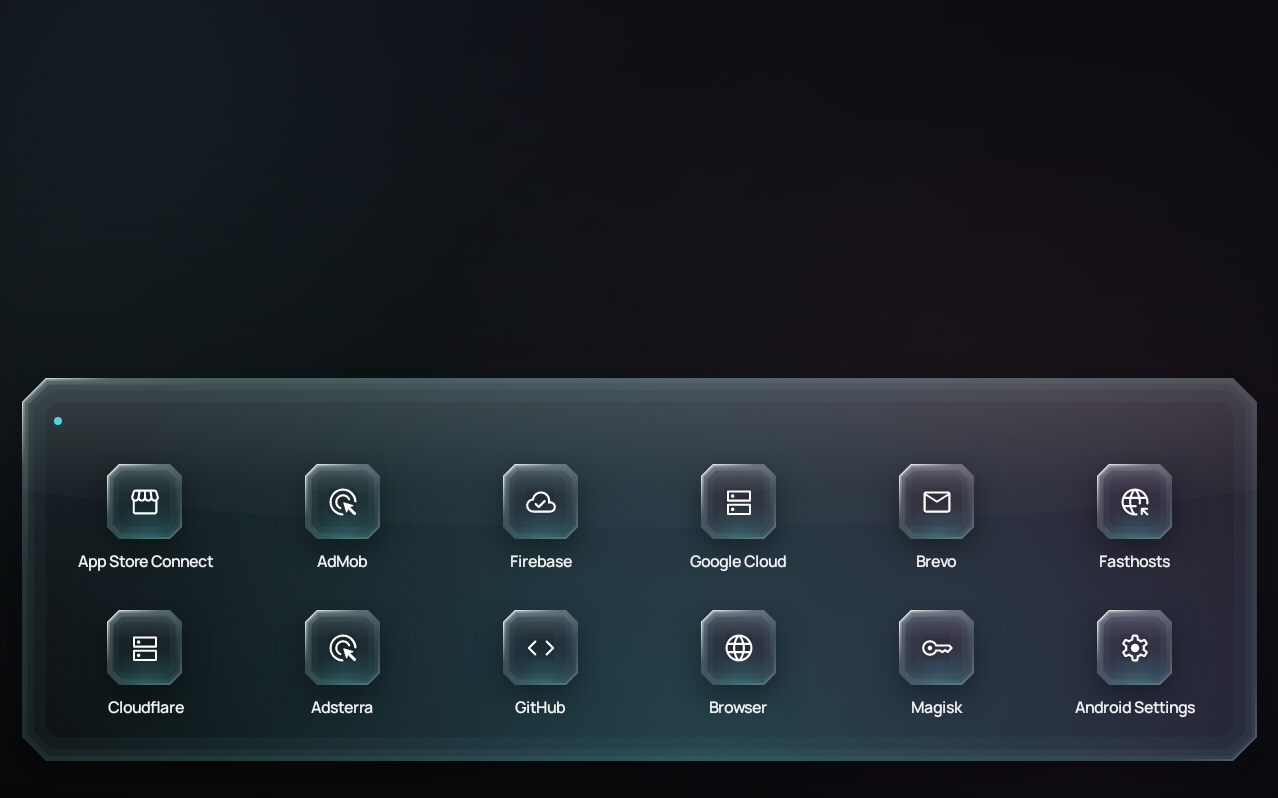 App Store Connect
AdMob
Firebase
Google Cloud
Brevo
Fasthosts
Cloudflare
Adsterra
GitHub
Browser
Magisk
Android Settings